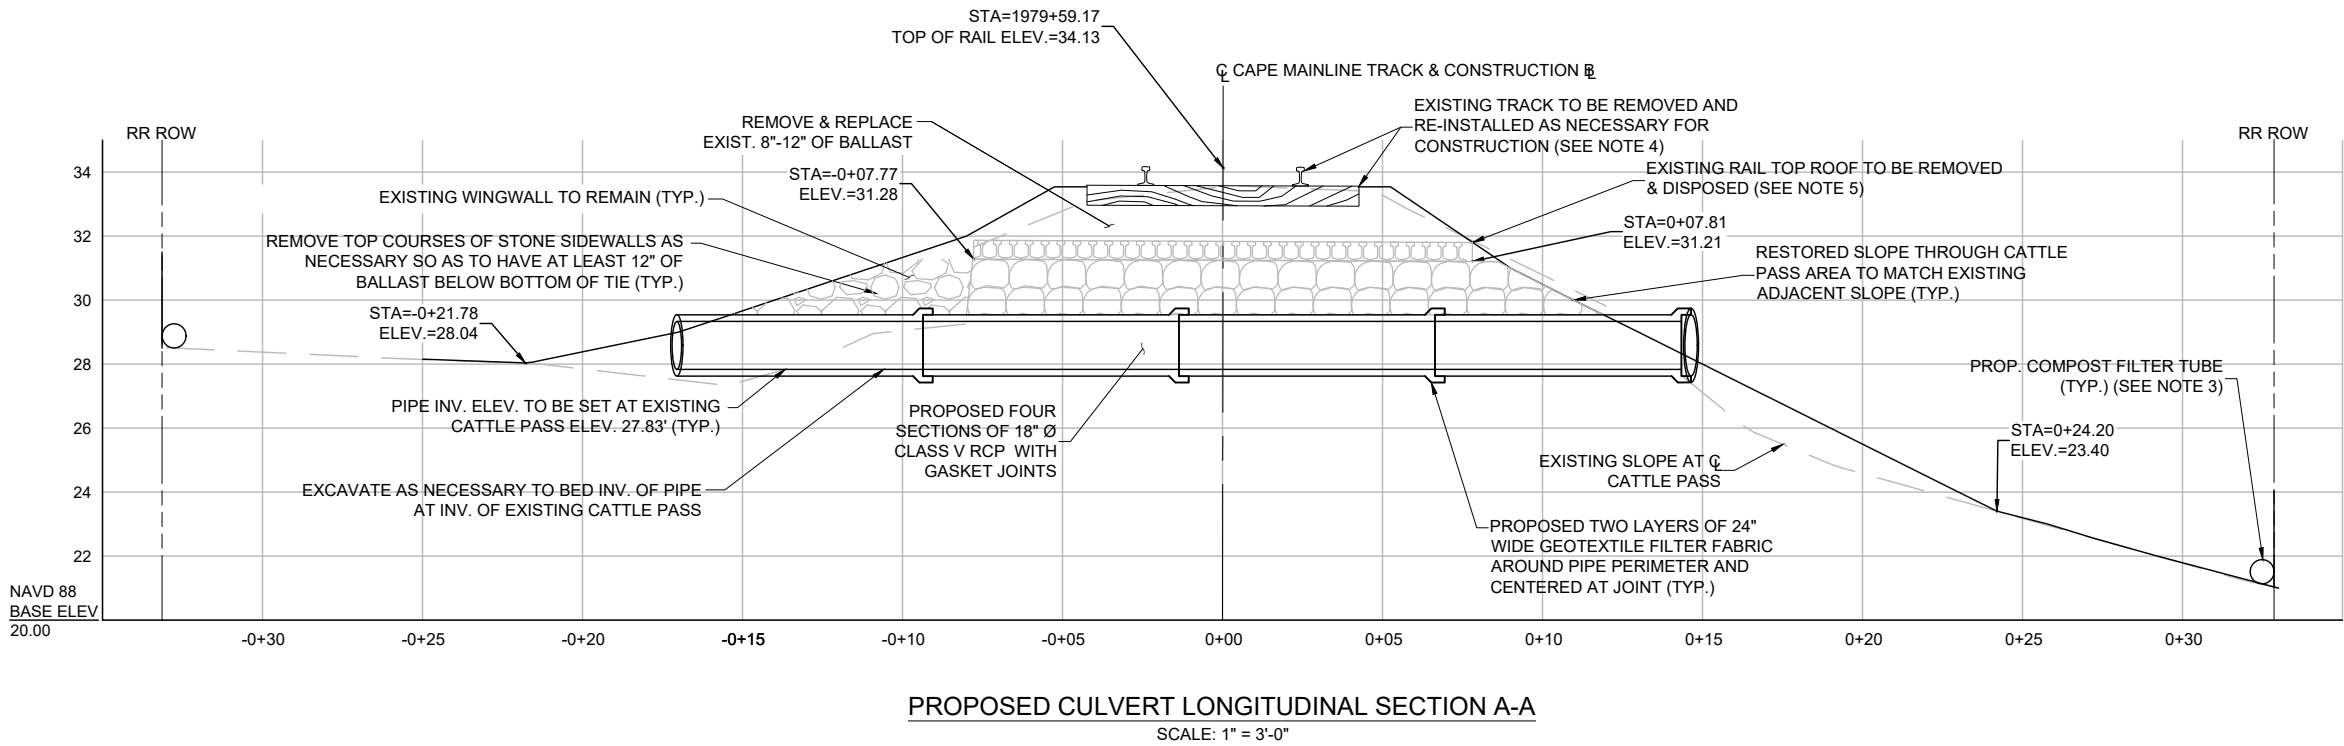 STA=1979+59.17
TOP OF RAIL ELEV.=34.13
℄ CAPE MAINLINE TRACK & CONSTRUCTION B
L
RR ROW
REMOVE & REPLACE
EXIST. 8"-12" OF BALLAST
EXISTING TRACK TO BE REMOVED AND
RE-INSTALLED AS NECESSARY FOR
CONSTRUCTION (SEE NOTE 4)
RR ROW
STA=-0+07.77
ELEV.=31.28
EXISTING RAIL TOP ROOF TO BE REMOVED
& DISPOSED (SEE NOTE 5)
EXISTING WINGWALL TO REMAIN (TYP.)
STA=0+07.81
ELEV.=31.21
REMOVE TOP COURSES OF STONE SIDEWALLS AS
NECESSARY SO AS TO HAVE AT LEAST 12" OF
BALLAST BELOW BOTTOM OF TIE (TYP.)
RESTORED SLOPE THROUGH CATTLE
PASS AREA TO MATCH EXISTING
ADJACENT SLOPE (TYP.)
STA=-0+21.78
ELEV.=28.04
PROP. COMPOST FILTER TUBE
(TYP.) (SEE NOTE 3)
PIPE INV. ELEV. TO BE SET AT EXISTING
CATTLE PASS ELEV. 27.83' (TYP.)
PROPOSED FOUR
SECTIONS OF 18" Ø
CLASS V RCP WITH
GASKET JOINTS
STA=0+24.20
ELEV.=23.40
EXISTING SLOPE AT ℄
CATTLE PASS
EXCAVATE AS NECESSARY TO BED INV. OF PIPE
AT INV. OF EXISTING CATTLE PASS
PROPOSED TWO LAYERS OF 24"
WIDE GEOTEXTILE FILTER FABRIC
AROUND PIPE PERIMETER AND
CENTERED AT JOINT (TYP.)
34
32
30
28
26
24
22
NAVD 88
BASE ELEV
20.00
-0+30 -0+25 -0+20 -0+15 -0+10 -0+05 0+00 0+05 0+10 0+15 0+20 0+25 0+30
PROPOSED CULVERT LONGITUDINAL SECTION A-A
SCALE: 1" = 3'-0"